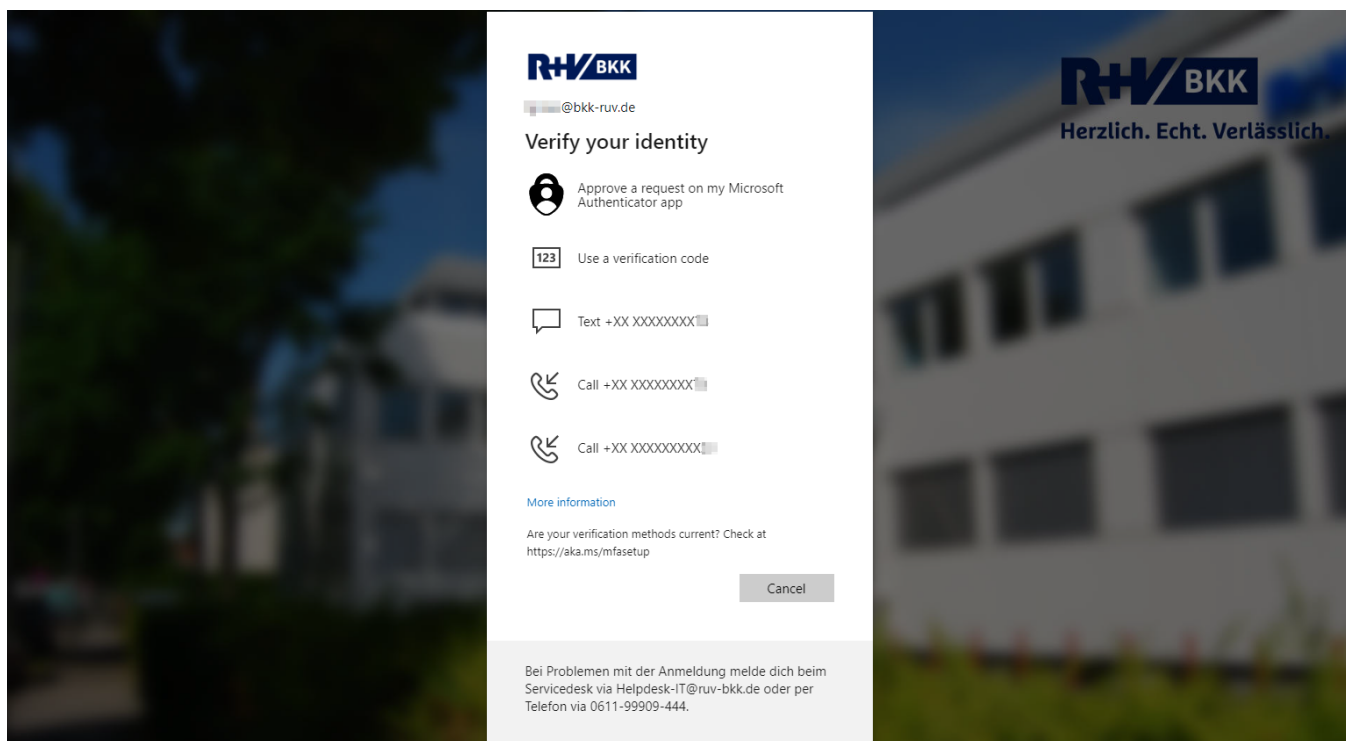 R+V BKK
@bkk-ruv.de
Verify your identity
Approve a request on my Microsoft
Authenticator app
123 Use a verification code
Text +XX XXXXXXXX
Call +XX XXXXXXXX
Call +XX XXXXXXXXX
More information
Are your verification methods current? Check at
https://aka.ms/mfasetup
Cancel
Bei Problemen mit der Anmeldung melde dich beim
Servicedesk via Helpdesk-IT@ruv-bkk.de oder per
Telefon via 0611-99909-444.
R+V BKK
Herzlich. Echt. Verlässlich.